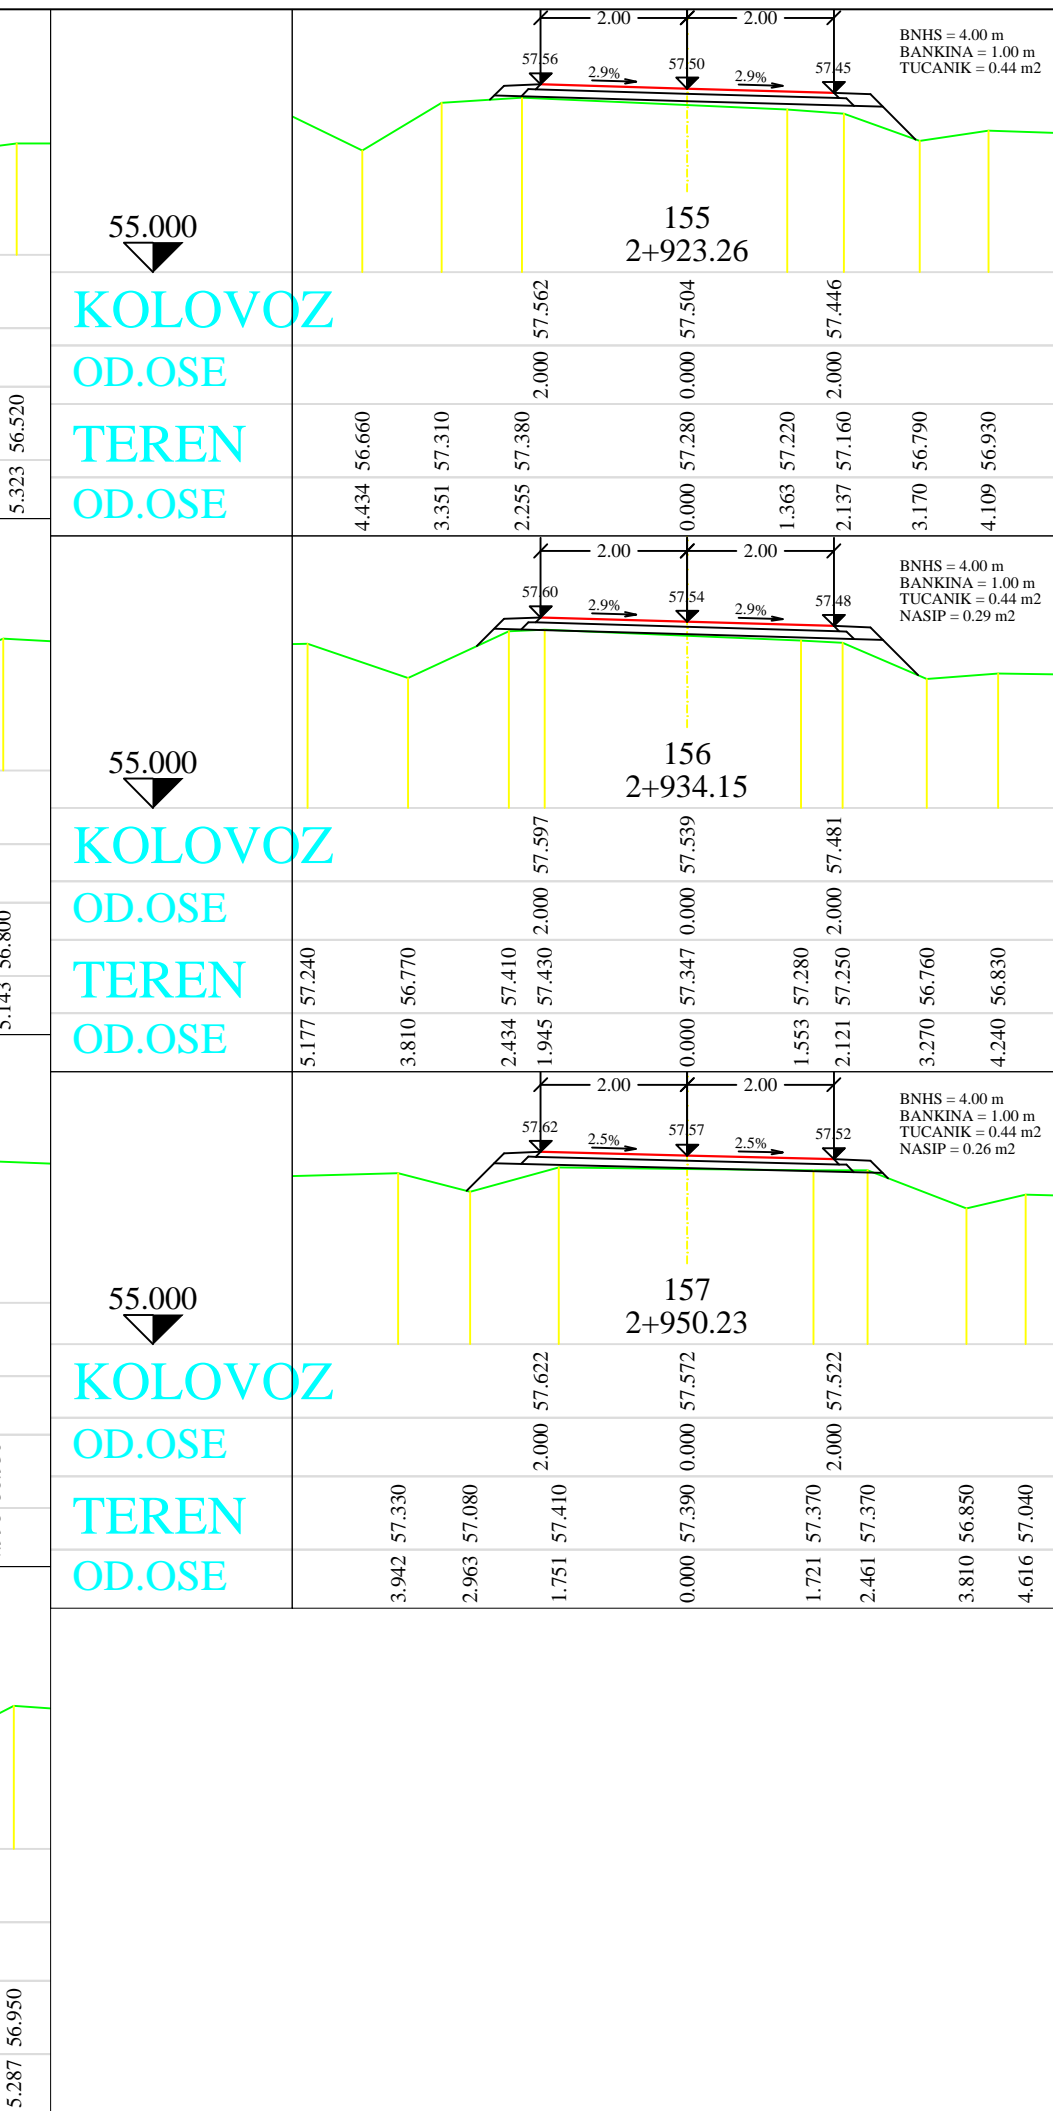 2.00 2.00
BNHS = 4.00 m
BANKINA = 1.00 m
TUCANIK = 0.44 m2
57.56 57.50 57.45
2.9% 2.9%
155
2+923.26
55.000
KOLOVOZ 57.562 57.504 57.446
OD.OSE 2.000 0.000 2.000
TEREN 56.660 57.310 57.380 57.280 57.220 57.160 56.790 56.930
OD.OSE 4.434 3.351 2.255 0.000 1.363 2.137 3.170 4.109
56.520
5.323
2.00 2.00
BNHS = 4.00 m
BANKINA = 1.00 m
TUCANIK = 0.44 m2
NASIP = 0.29 m2
57.60 57.54 57.48
2.9% 2.9%
156
2+934.15
55.000
KOLOVOZ 57.597 57.539 57.481
OD.OSE 2.000 0.000 2.000
TEREN 57.240 56.770 57.410 57.430 57.347 57.280 57.250 56.760 56.830
OD.OSE 5.177 3.810 2.434 1.945 0.000 1.553 2.121 3.270 4.240
56.800
5.143
2.00 2.00
BNHS = 4.00 m
BANKINA = 1.00 m
TUCANIK = 0.44 m2
NASIP = 0.26 m2
57.62 57.57 57.52
2.5% 2.5%
157
2+950.23
55.000
KOLOVOZ 57.622 57.572 57.522
OD.OSE 2.000 0.000 2.000
TEREN 57.330 57.080 57.410 57.390 57.370 57.370 56.850 57.040
OD.OSE 3.942 2.963 1.751 0.000 1.721 2.461 3.810 4.616
56.950
5.287